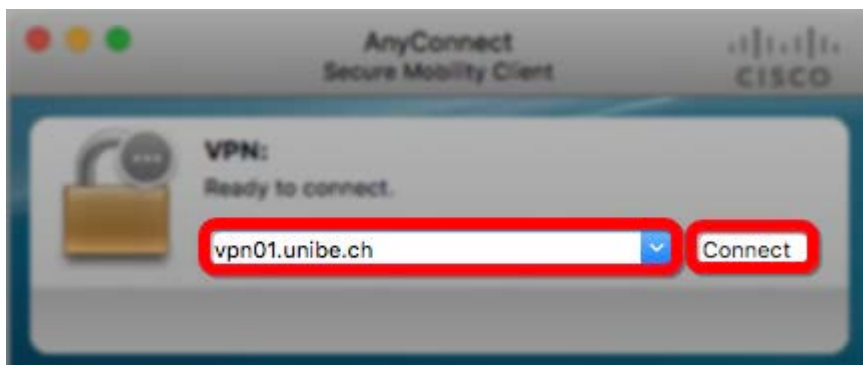 AnyConnect
Secure Mobility Client
CISCO
VPN:
Ready to connect.
vpn01.unibe.ch
Connect